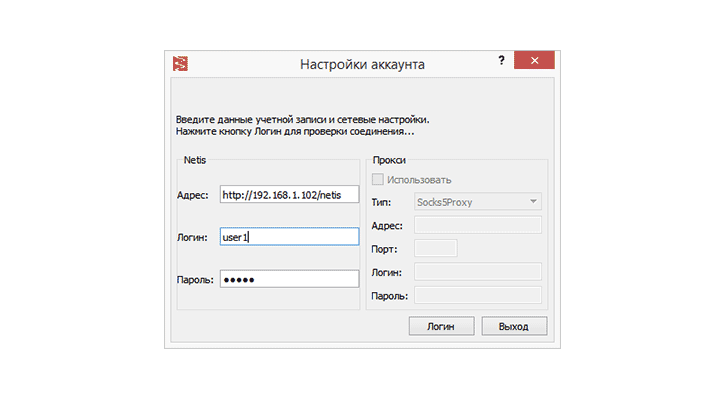 Настройки аккаунта
?
Введите данные учетной записи и сетевые настройки.
Нажмите кнопку Логин для проверки соединения...
Netis
Адрес: http://192.168.1.102/netis
Логин: user1
Пароль: ●●●●●
Прокси
Использовать
Тип: Socks5Proxy
Адрес:
Порт:
Логин:
Пароль:
Логин Выход